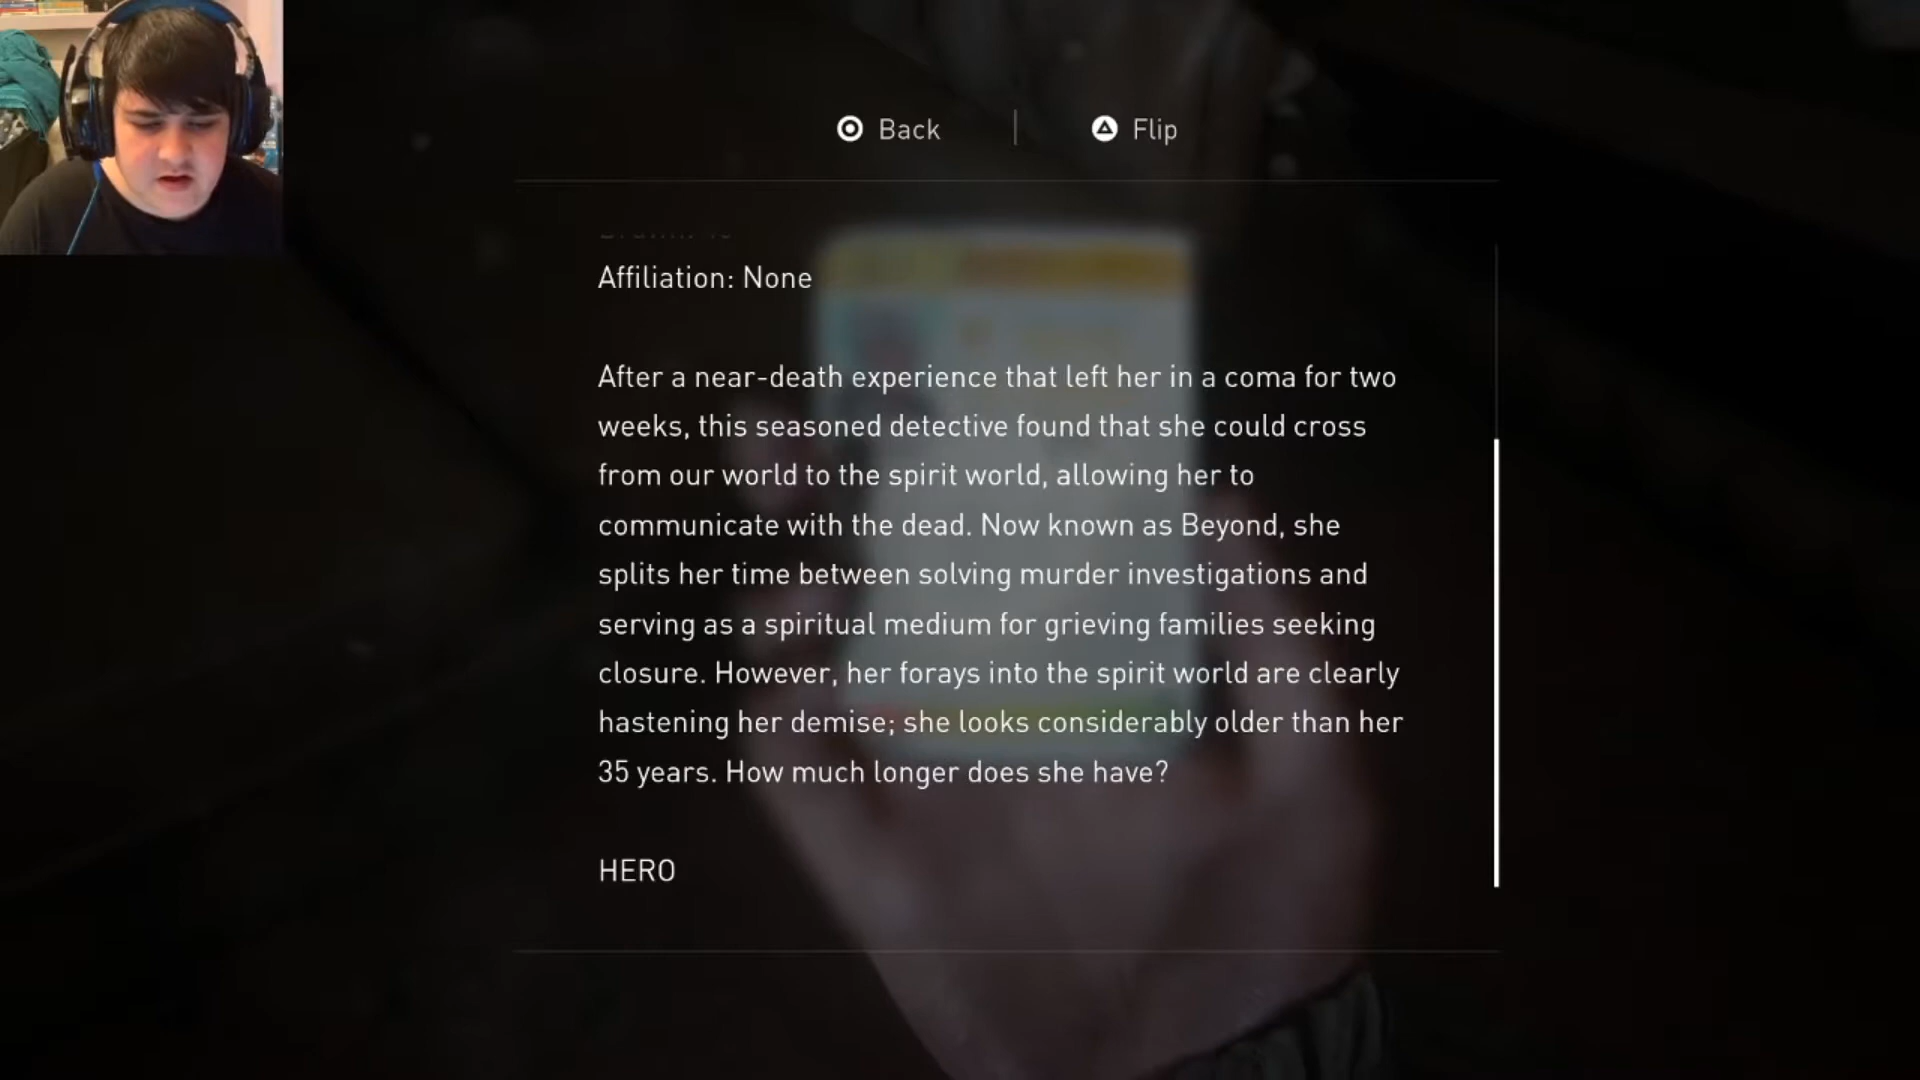 Back | Flip
Affiliation: None
After a near-death experience that left her in a coma for two
weeks, this seasoned detective found that she could cross
from our world to the spirit world, allowing her to
communicate with the dead. Now known as Beyond, she
splits her time between solving murder investigations and
serving as a spiritual medium for grieving families seeking
closure. However, her forays into the spirit world are clearly
hastening her demise; she looks considerably older than her
35 years. How much longer does she have?
HERO